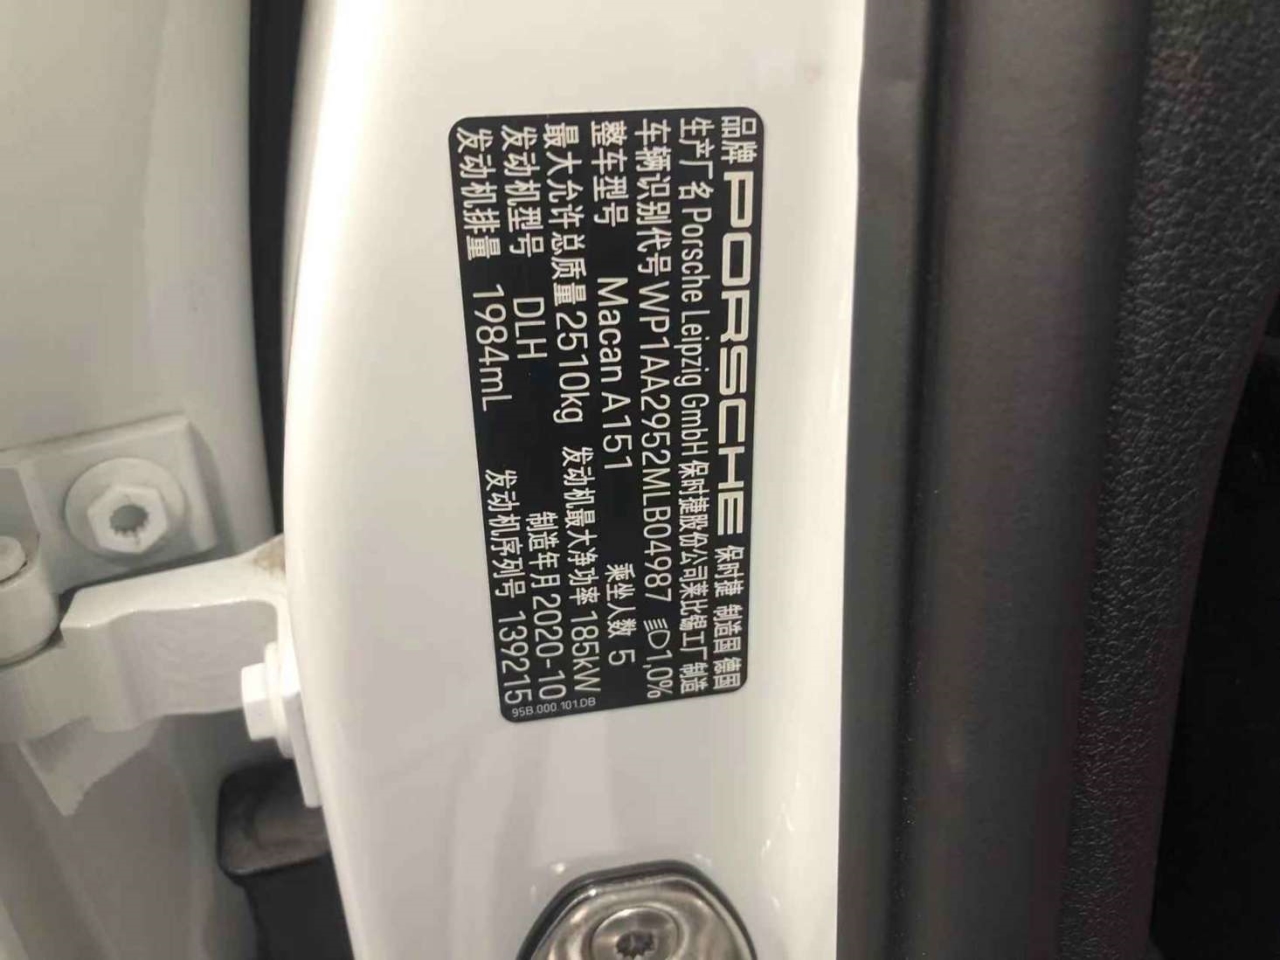 品牌 PORSCHE 保时捷 制造国 德国
生产厂名 Porsche Leipzig GmbH 保时捷股份公司莱比锡工厂 制造
车辆识别代号 WP1AA2952MLB04987 1,0%
整车型号 Macan A151 乘坐人数 5
最大允许总质量 2510kg 发动机最大净功率 185kW
发动机型号 DLH 制造年月 2020-10
发动机排量 1984mL 发动机序列号 139215
95B.000.101.DB